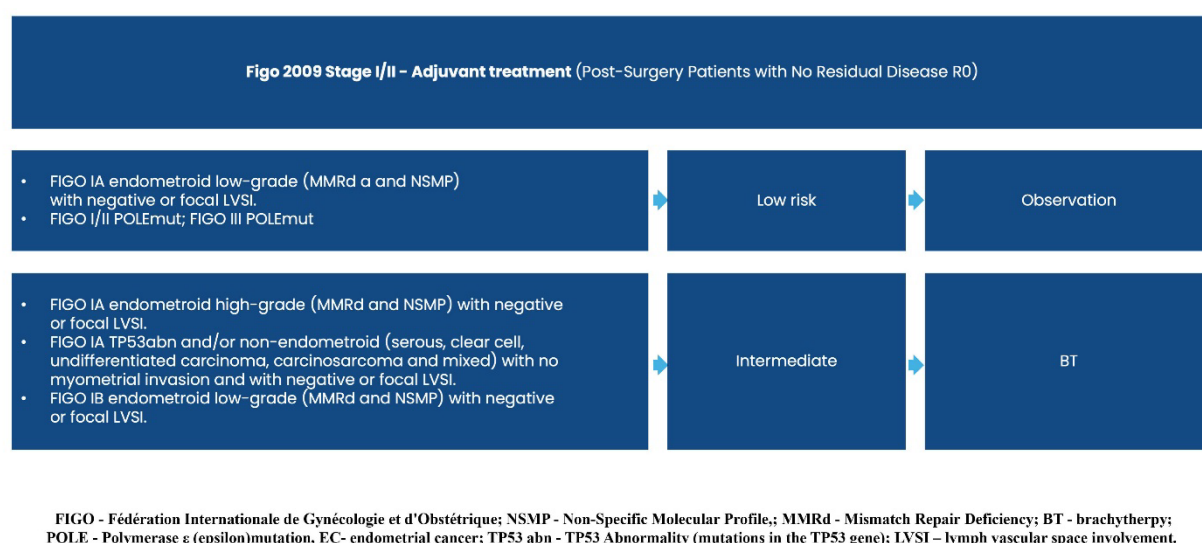 Figo 2009 Stage I/II - Adjuvant treatment (Post-Surgery Patients with No Residual Disease R0)
• FIGO IA endometroid low-grade (MMRd a and NSMP)
with negative or focal LVSI.
• FIGO I/II POLEmut; FIGO III POLEmut
Low risk
Observation
• FIGO IA endometroid high-grade (MMRd and NSMP) with negative
or focal LVSI.
• FIGO IA TP53abn and/or non-endometroid (serous, clear cell,
undifferentiated carcinoma, carcinosarcoma and mixed) with no
myometrial invasion and with negative or focal LVSI.
• FIGO IB endometroid low-grade (MMRd and NSMP) with negative
or focal LVSI.
Intermediate
BT
FIGO - Fédération Internationale de Gynécologie et d'Obstétrique; NSMP - Non-Specific Molecular Profile,; MMRd - Mismatch Repair Deficiency; BT - brachytherpy;
POLE - Polymerase ε (epsilon)mutation, EC- endometrial cancer; TP53 abn - TP53 Abnormality (mutations in the TP53 gene); LVSI – lymph vascular space involvement.